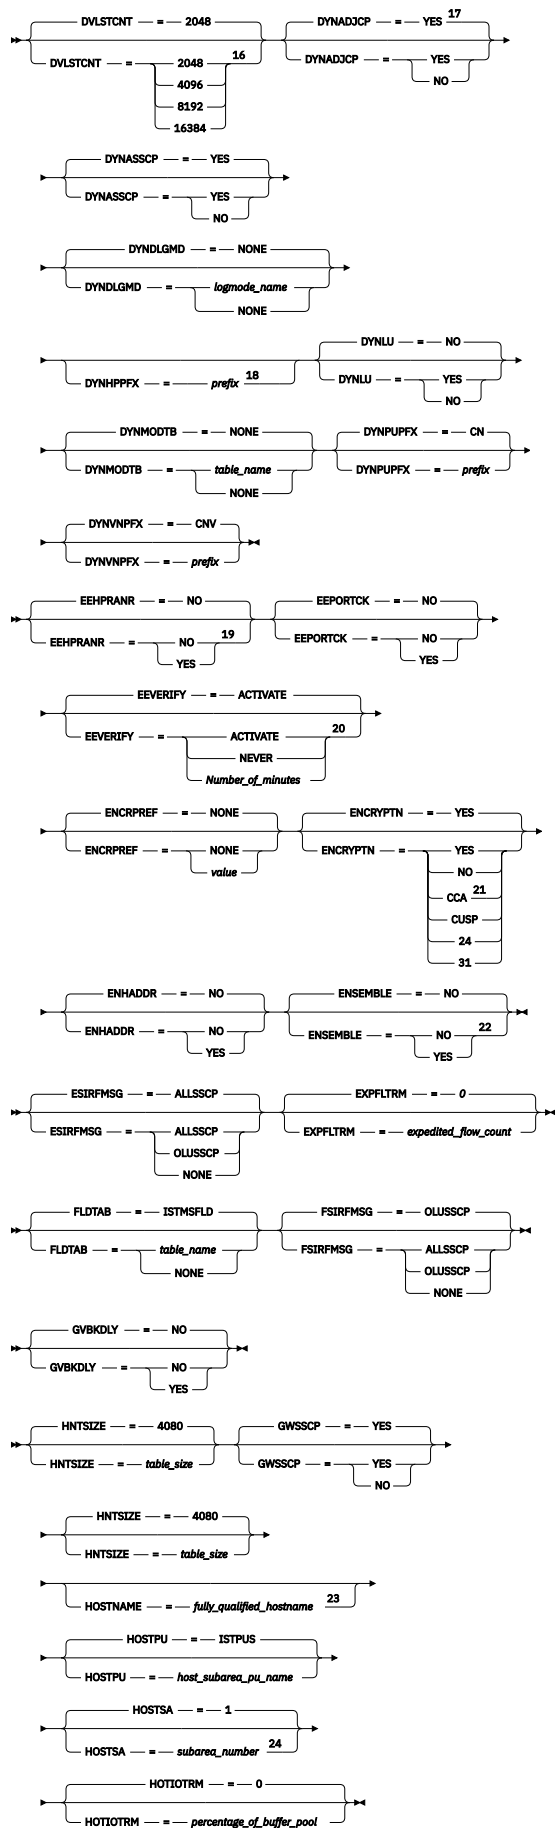 DVLSTCNT = 2048 DYNADJCP = YES 17
DVLSTCNT = 2048 16 DYNADJCP = YES
4096 NO
8192
16384
DYNASSCP = YES
DYNASSCP = YES
NO
DYNDLGMD = NONE
DYNDLGMD = logmode_name
NONE
DYNLU = NO
DYNHPPFX = prefix 18 DYNLU = YES
NO
DYNMODTB = NONE DYNPUPFX = CN
DYNMODTB = table_name DYNPUPFX = prefix
NONE
DYNVNPFX = CNV
DYNVNPFX = prefix
EEHPRANR = NO EEPORTCK = NO
EEHPRANR = NO 19 EEPORTCK = NO
YES YES
EEVERIFY = ACTIVATE
EEVERIFY = ACTIVATE 20
NEVER
Number_of_minutes
ENCRPREF = NONE ENCRYPTN = YES
ENCRPREF = NONE ENCRYPTN = YES
value NO
CCA 21
CUSP
24
31
ENHADDR = NO ENSEMBLE = NO
ENHADDR = NO ENSEMBLE = NO 22
YES YES
ESIRFMSG = ALLSSCP EXPFLTRM = 0
ESIRFMSG = ALLSSCP EXPFLTRM = expedited_flow_count
OLUSSCP
NONE
FLDTAB = ISTMSFLD FSIRFMSG = OLUSSCP
FLDTAB = table_name FSIRFMSG = ALLSSCP
NONE OLUSSCP
NONE
GVBKDLY = NO
GVBKDLY = NO
YES
HNTSIZE = 4080 GWSSCP = YES
HNTSIZE = table_size GWSSCP = YES
NO
HNTSIZE = 4080
HNTSIZE = table_size
HOSTNAME = fully_qualified_hostname 23
HOSTPU = ISTPUS
HOSTPU = host_subarea_pu_name
HOSTSA = 1
HOSTSA = subarea_number 24
HOTIOTRM = 0
HOTIOTRM = percentage_of_buffer_pool